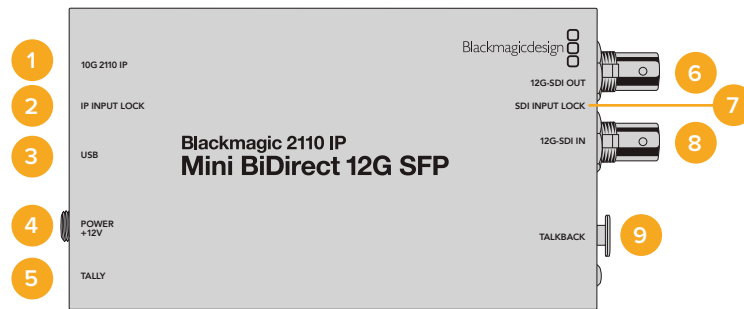 1
10G 2110 IP
2
IP INPUT LOCK
3
USB
4
POWER
+12V
5
TALLY
Blackmagicdesign
Blackmagic 2110 IP
Mini BiDirect 12G SFP
12G-SDI OUT
6
SDI INPUT LOCK
7
12G-SDI IN
8
TALKBACK
9